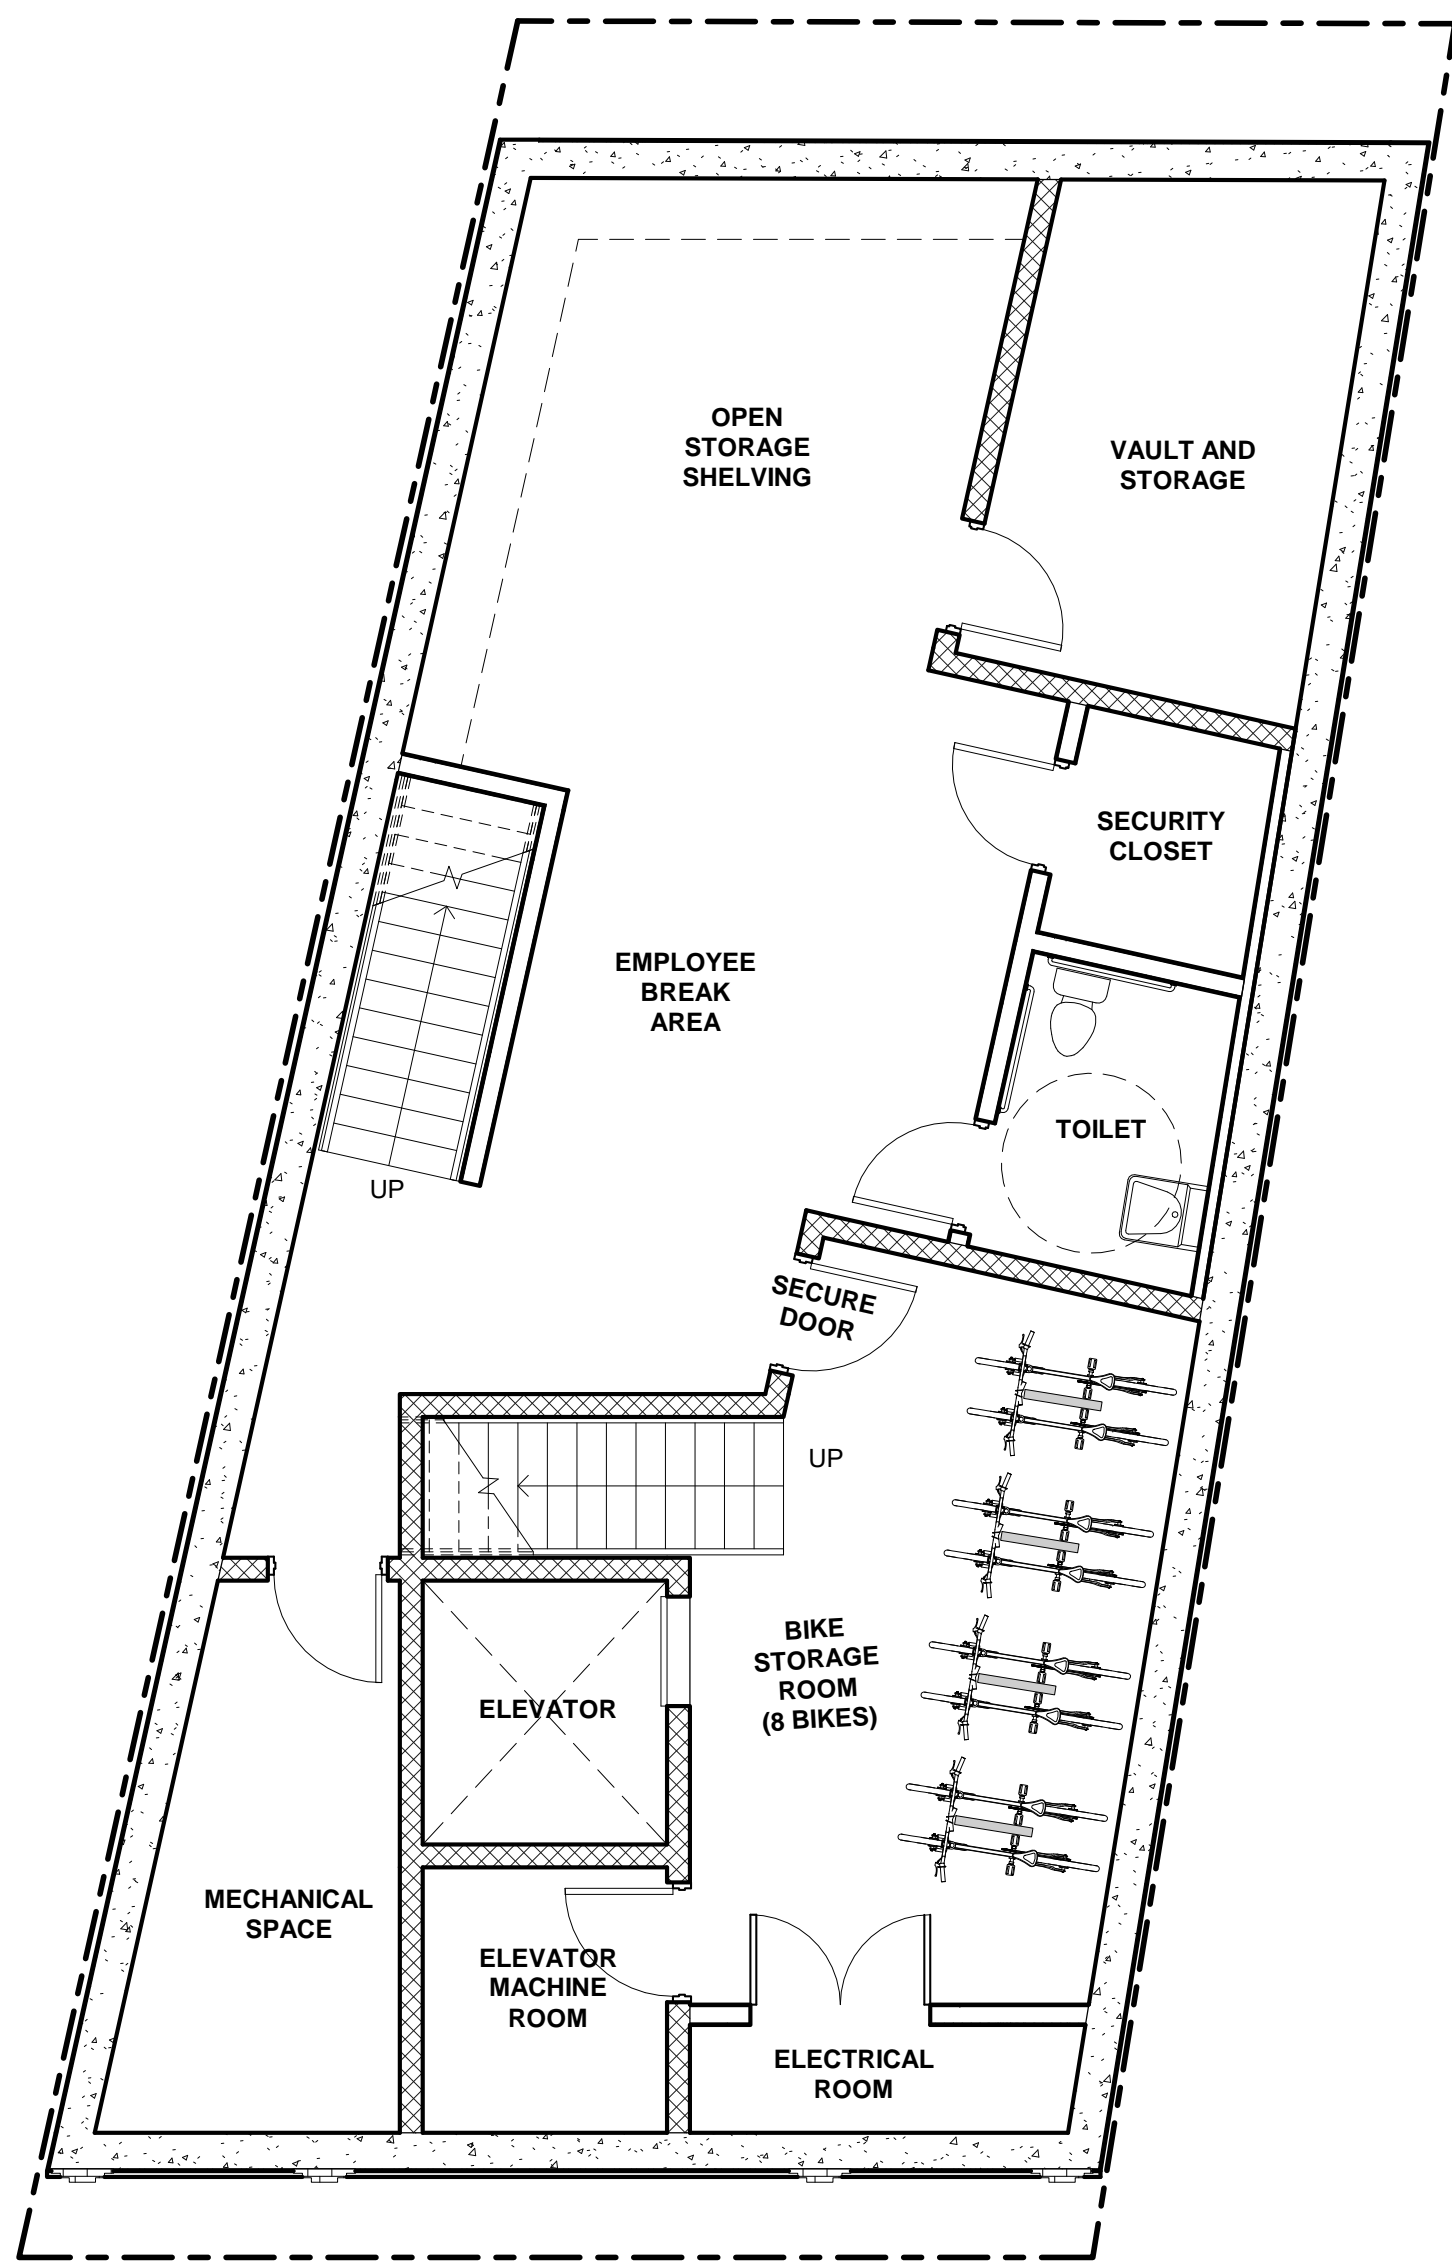 OPEN
STORAGE
SHELVING
VAULT AND
STORAGE
SECURITY
CLOSET
EMPLOYEE
BREAK
AREA
TOILET
UP
SECURE
DOOR
UP
BIKE
STORAGE
ROOM
(8 BIKES)
ELEVATOR
MECHANICAL
SPACE
ELEVATOR
MACHINE
ROOM
ELECTRICAL
ROOM